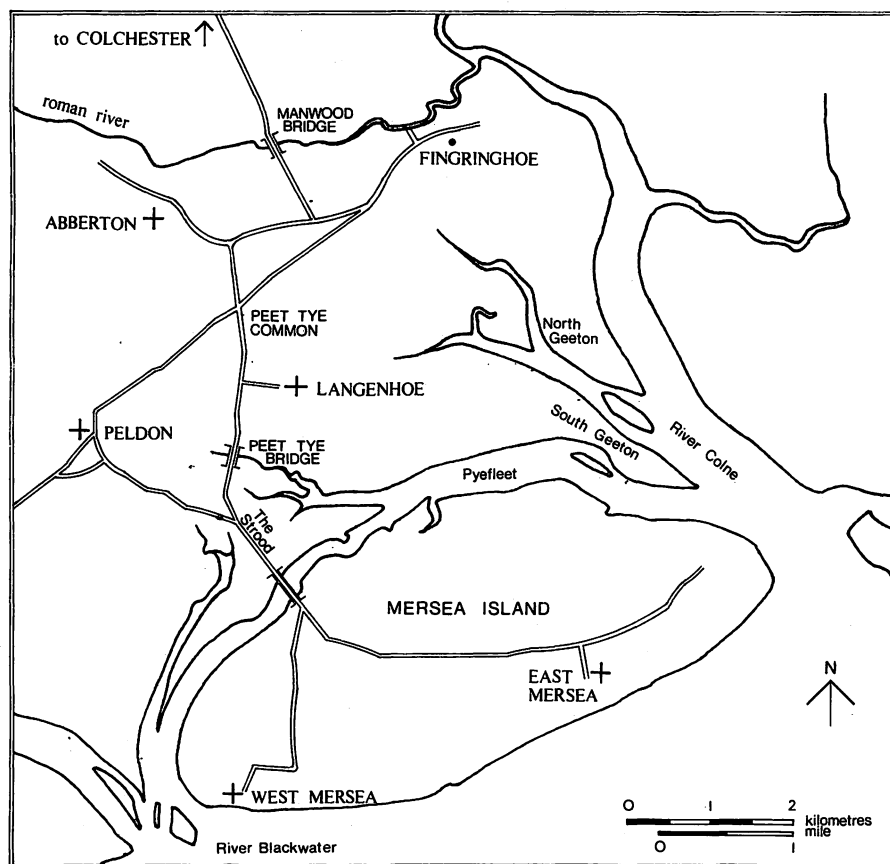 to COLCHESTER
roman river
MANWOOD
BRIDGE
FINGRINGHOE
ABBERTON
PEET TYE
COMMON
North
Geeton
LANGENHOE
PELDON
South Geeton
River Colne
PEET TYE
BRIDGE
Pyefleet
The
Strood
MERSEA ISLAND
N
EAST
MERSEA
WEST MERSEA
0 1 2
kilometres
mile
0 1
River Blackwater